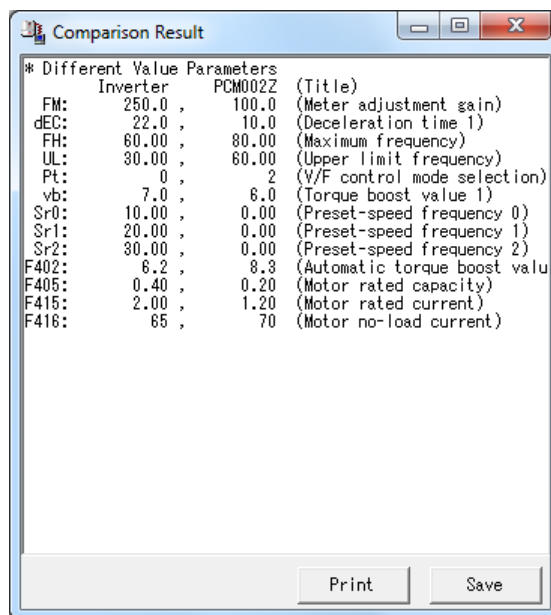 Comparison Result
* Different Value Parameters
Inverter PCM002Z (Title)
FM: 250.0 , 100.0 (Meter adjustment gain)
dEC: 22.0 , 10.0 (Deceleration time 1)
FH: 60.00 , 80.00 (Maximum frequency)
UL: 30.00 , 60.00 (Upper limit frequency)
Pt: 0 , 2 (V/F control mode selection)
vb: 7.0 , 6.0 (Torque boost value 1)
Sr0: 10.00 , 0.00 (Preset-speed frequency 0)
Sr1: 20.00 , 0.00 (Preset-speed frequency 1)
Sr2: 30.00 , 0.00 (Preset-speed frequency 2)
F402: 6.2 , 8.3 (Automatic torque boost valu
F405: 0.40 , 0.20 (Motor rated capacity)
F415: 2.00 , 1.20 (Motor rated current)
F416: 65 , 70 (Motor no-load current)
Print Save